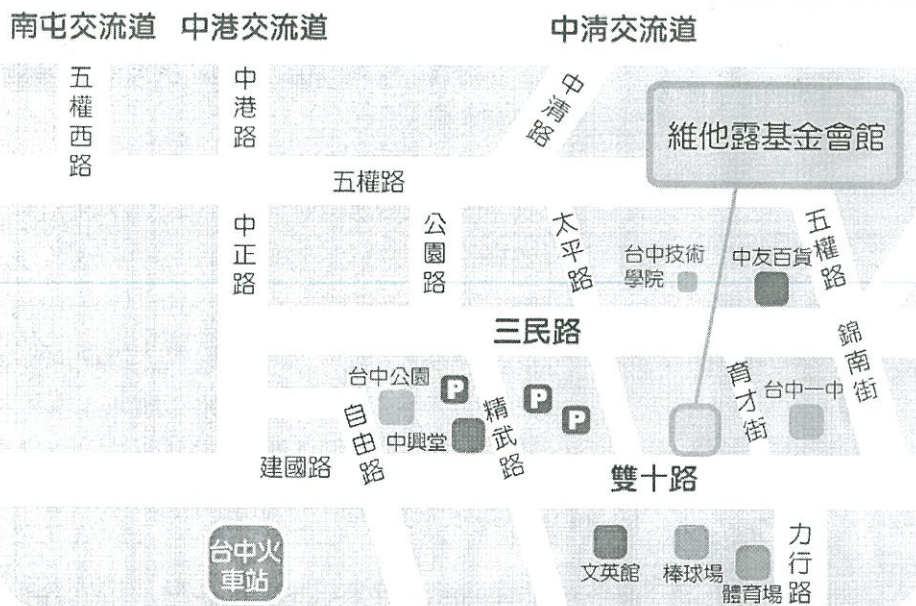 南屯交流道
中港交流道
中清交流道
五權西路
中港路
中清路
維他露基金會館
五權路
中正路
公園路
太平路
台中技術
學院
中友百貨
五權路
三民路
錦南街
台中公園
P
P
P
自由路
中興堂
精武路
育才街
台中一中
建國路
雙十路
台中火
車站
文英館
棒球場
體育場
力行路